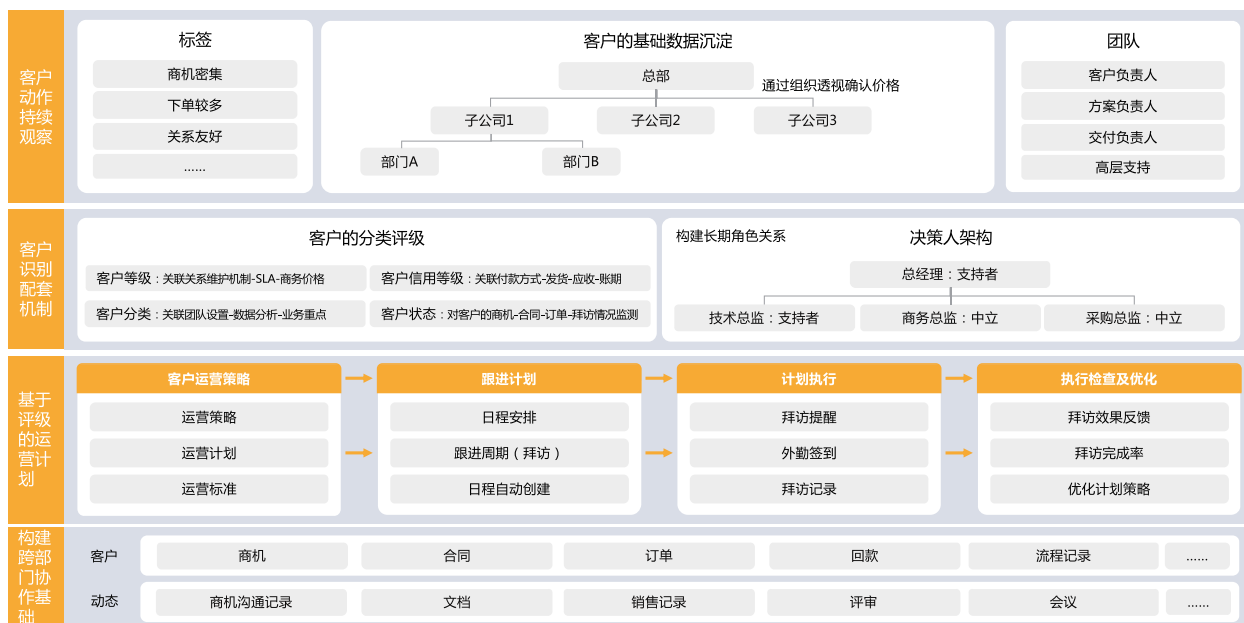 客户
动作
持续
观察
标签
商机密集
下单较多
关系友好
......
客户的基础数据沉淀
总部
通过组织透视确认价格
子公司1
子公司2
子公司3
部门A
部门B
团队
客户负责人
方案负责人
交付负责人
高层支持
客户
识别
配套
机制
客户的分类评级
客户等级：关联关系维护机制-SLA-商务价格
客户信用等级：关联付款方式-发货-应收-账期
客户分类：关联团队设置-数据分析-业务重点
客户状态：对客户的商机-合同-订单-拜访情况监测
构建长期角色关系
决策人架构
总经理：支持者
技术总监：支持者
商务总监：中立
采购总监：中立
基于
评级
的运
营计
划
客户运营策略
运营策略
运营计划
运营标准
跟进计划
日程安排
跟进周期（拜访）
日程自动创建
计划执行
拜访提醒
外勤签到
拜访记录
执行检查及优化
拜访效果反馈
拜访完成率
优化计划策略
构建
跨部
门协
作基
础
客户
商机
合同
订单
回款
流程记录
......
动态
商机沟通记录
文档
销售记录
评审
会议
......